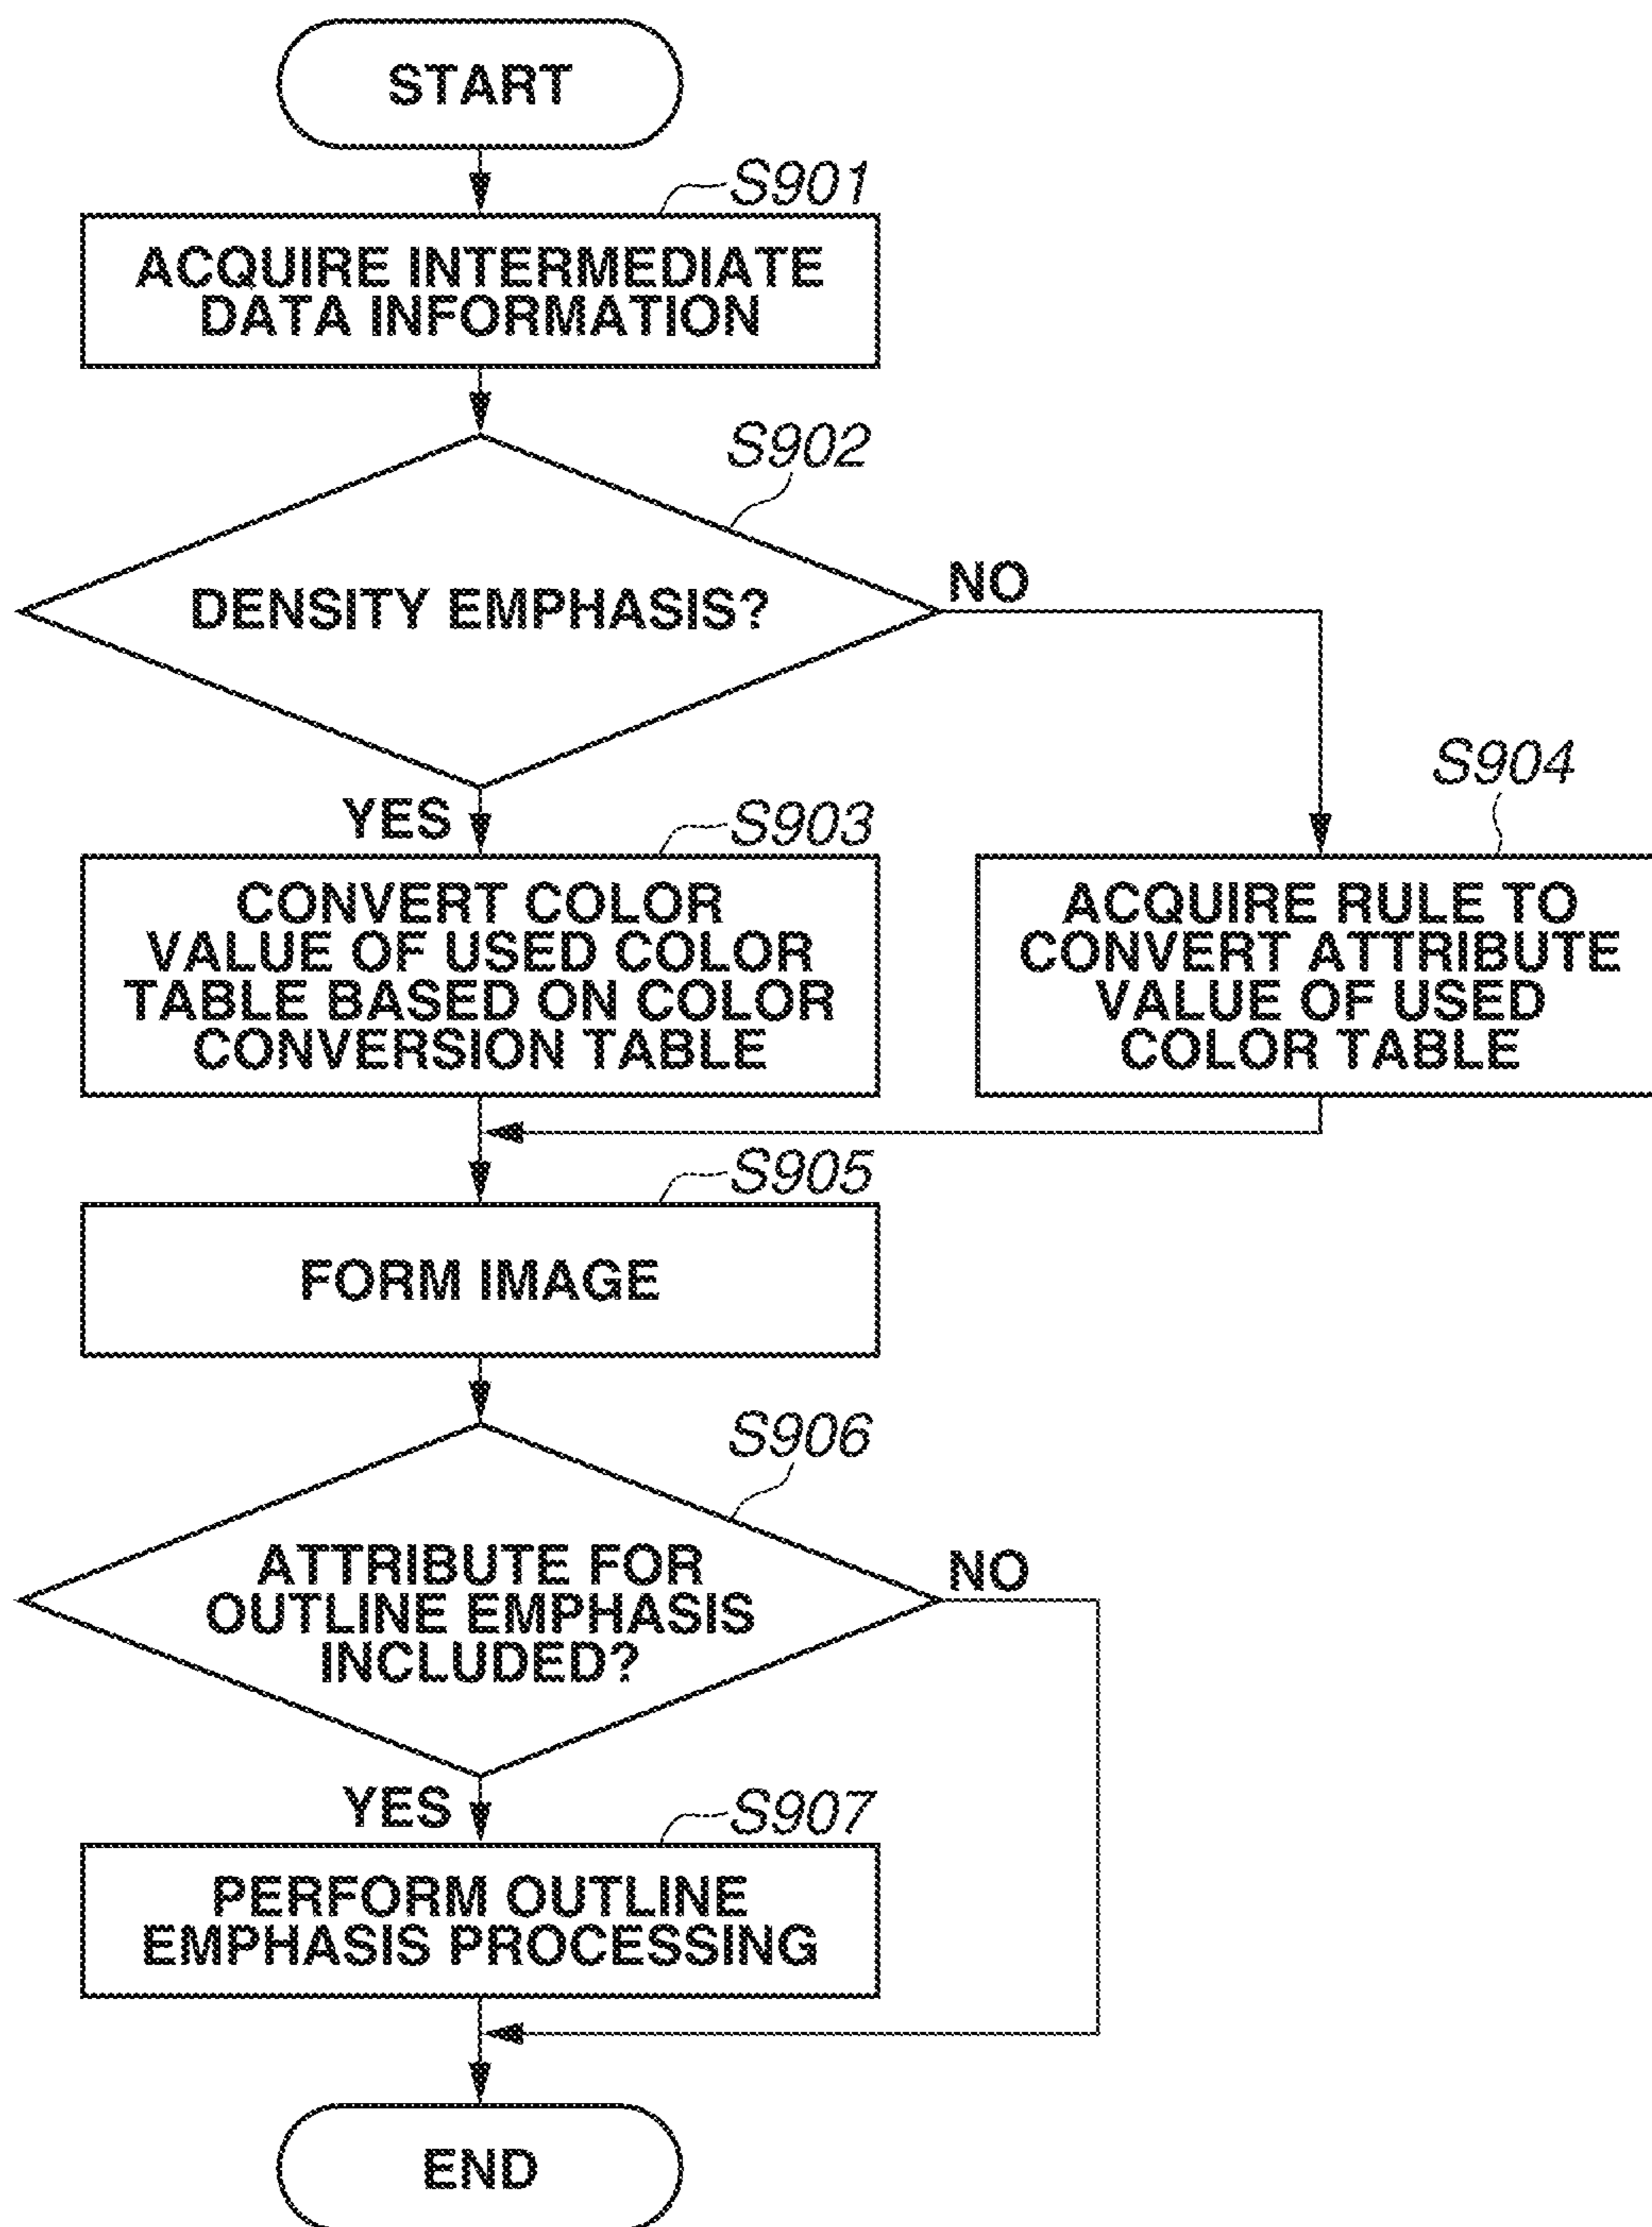 START
S901
ACQUIRE INTERMEDIATE
DATA INFORMATION
S902
DENSITY EMPHASIS?
NO
YES
S903
CONVERT COLOR
VALUE OF USED COLOR
TABLE BASED ON COLOR
CONVERSION TABLE
S904
ACQUIRE RULE TO
CONVERT ATTRIBUTE
VALUE OF USED
COLOR TABLE
S905
FORM IMAGE
S906
ATTRIBUTE FOR
OUTLINE EMPHASIS
INCLUDED?
NO
YES
S907
PERFORM OUTLINE
EMPHASIS PROCESSING
END